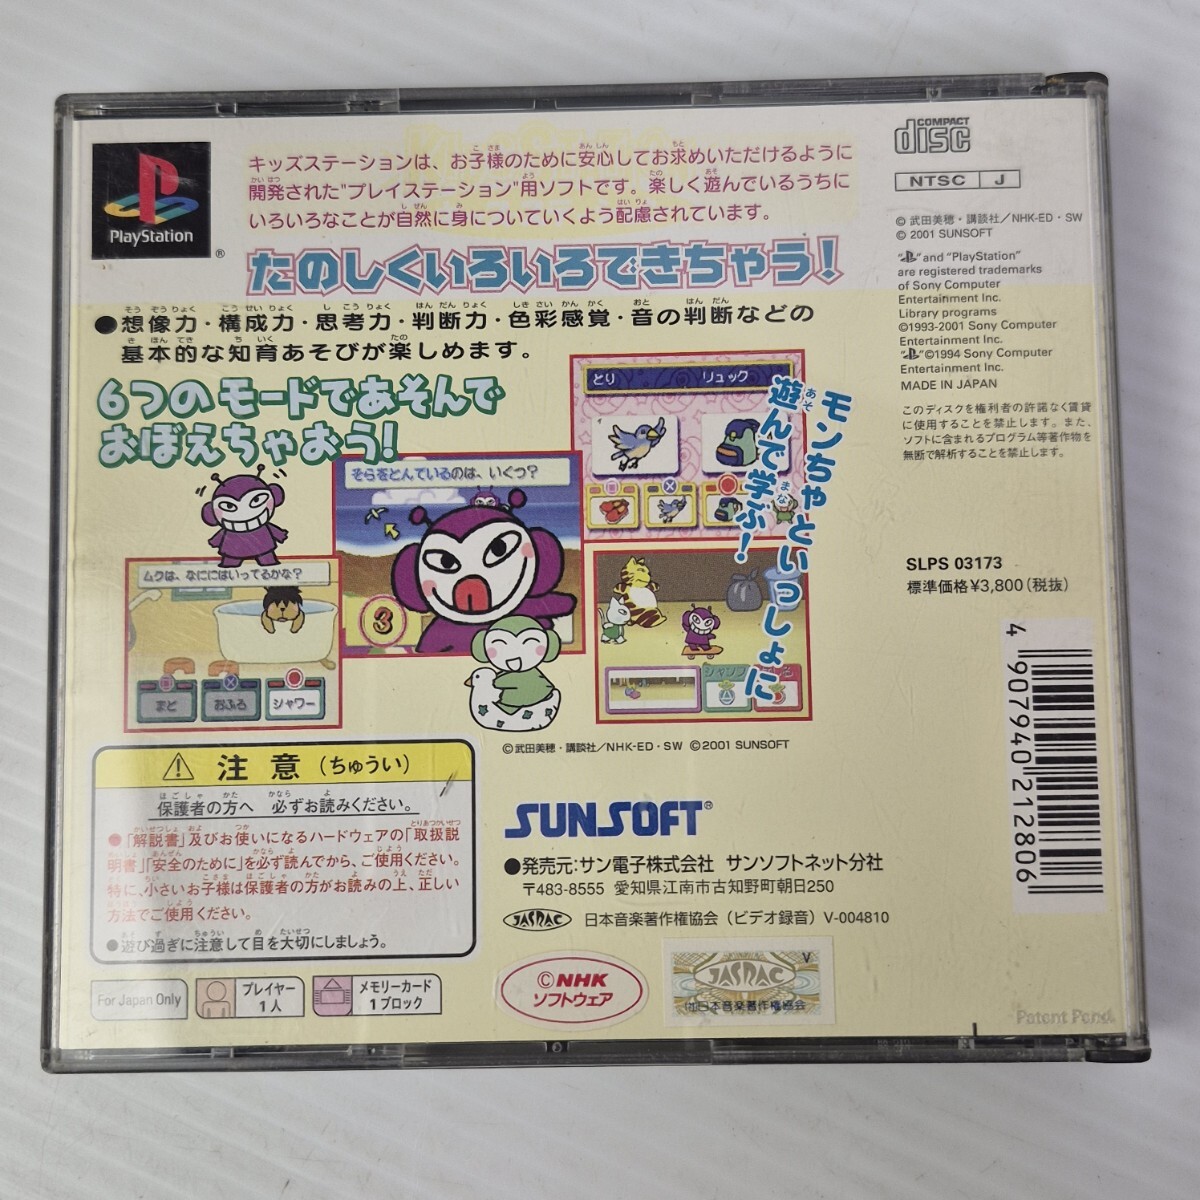 PlayStation
®
キッズステーションは、お子様のために安心してお求めいただけるように
開発された"プレイステーション"用ソフトです。楽しく遊んでいるうちに
いろいろなことが自然に身についていくよう配慮されています。
たのしくいろいろできちゃう!
●想像力・構成力・思考力・判断力・色彩感覚・音の判断などの
基本的な知育あそびが楽しめます。
6つのモードであそんで
おぼえちゃおう!
モンちゃといっしょに
遊んで学ぶ!
とり リュック
そらをとんでいるのは、いくつ?
3
ムクは、なににはいってるかな?
まど おふろ シャワー
©武田美穂・講談社/NHK-ED・SW ©2001 SUNSOFT
COMPACT
disc
NTSC J
© 武田美穂・講談社/NHK-ED・SW
© 2001 SUNSOFT
" " and "PlayStation"
are registered trademarks
of Sony Computer
Entertainment Inc.
Library programs
©1993-2001 Sony Computer
Entertainment Inc.
" "©1994 Sony Computer
Entertainment Inc.
MADE IN JAPAN
このディスクを権利者の許諾なく賃貸
に使用することを禁止します。また、
ソフトに含まれるプログラム等著作物を
無断で解析することを禁止します。
SLPS 03173
標準価格¥3,800(税抜)
4 907940 212806
注意(ちゅうい)
保護者の方へ 必ずお読みください。
●「解説書」及びお使いになるハードウェアの「取扱説
明書」「安全のために」を必ず読んでから、ご使用ください。
特に、小さいお子様は保護者の方がお読みの上、正しい
方法でご使用ください。
●遊び過ぎに注意して目を大切にしましょう。
SUNSOFT®
●発売元:サン電子株式会社 サンソフトネット分社
〒483-8555 愛知県江南市古知野町朝日250
JASRAC 日本音楽著作権協会(ビデオ録音)V-004810
For Japan Only
プレイヤー
1人
メモリーカード
1ブロック
©NHK
ソフトウェア
V
JASRAC
(社)日本音楽著作権協会
Patent Pend.